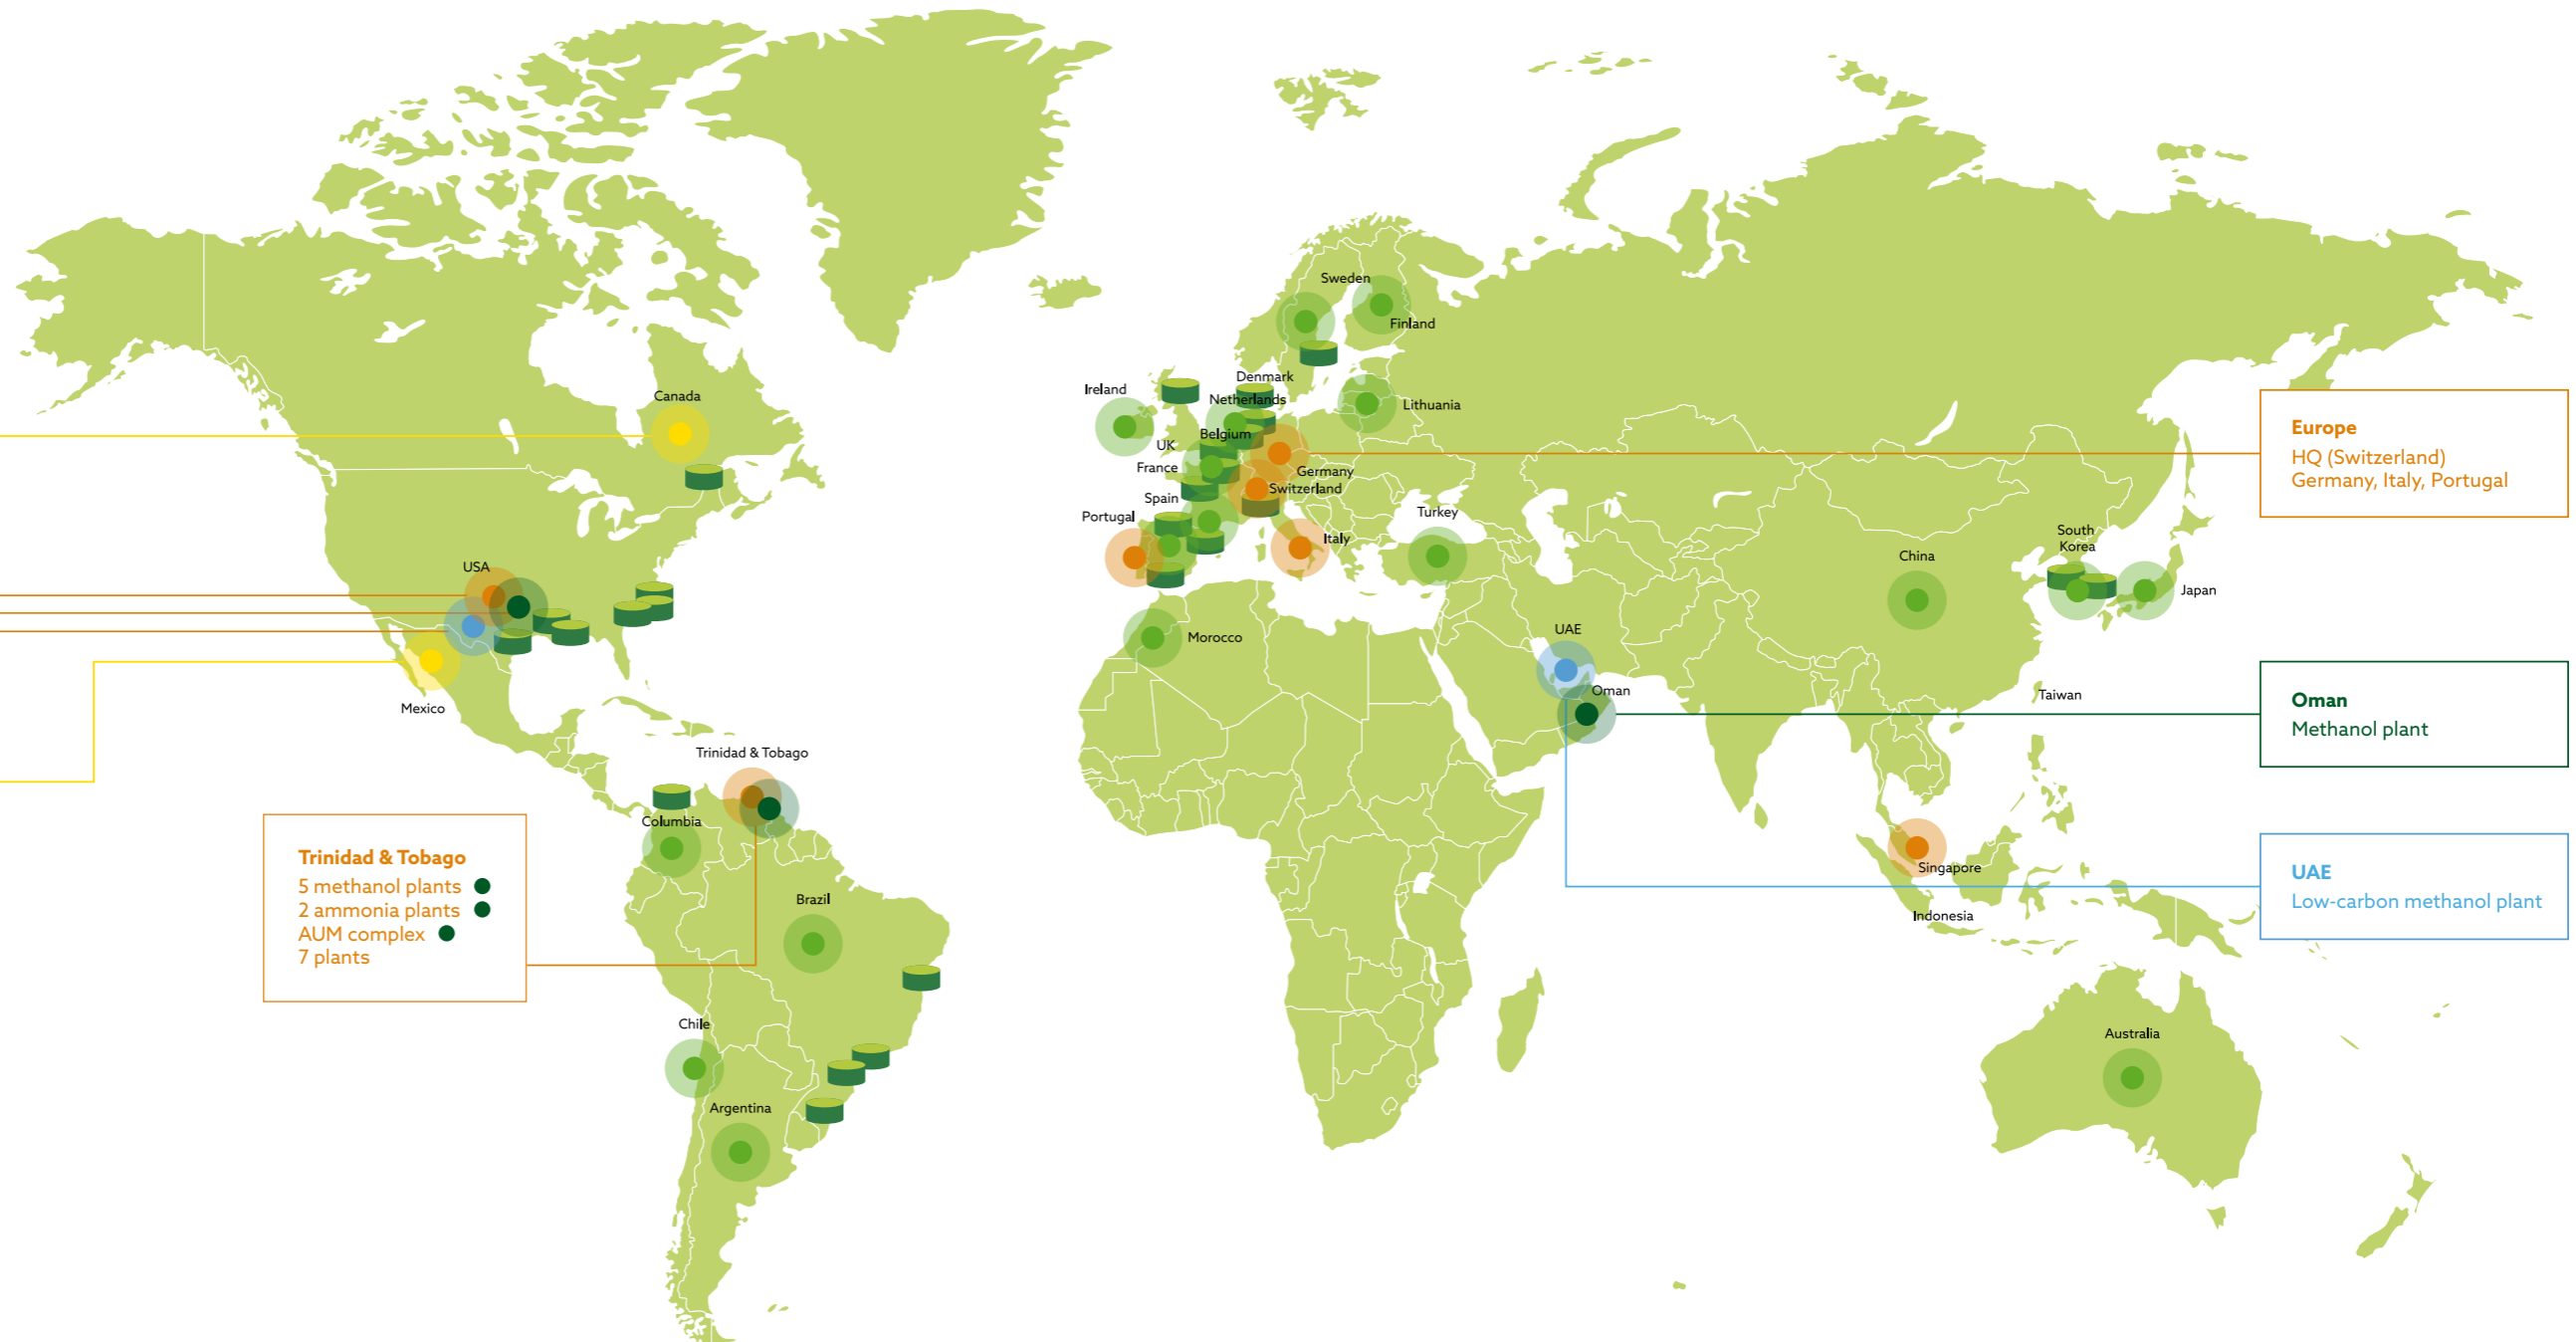 Sweden
Finland
Denmark
Ireland
Canada
Netherlands
Lithuania
Belgium
UK
France
Germany
Switzerland
Spain
Portugal
Turkey
Italy
Europe
HQ (Switzerland)
Germany, Italy, Portugal
South
Korea
China
Japan
USA
Morocco
UAE
Oman
Taiwan
Mexico
Oman
Methanol plant
Trinidad & Tobago
Columbia
Trinidad & Tobago
5 methanol plants
2 ammonia plants
AUM complex
7 plants
Singapore
Indonesia
UAE
Low-carbon methanol plant
Brazil
Chile
Argentina
Australia